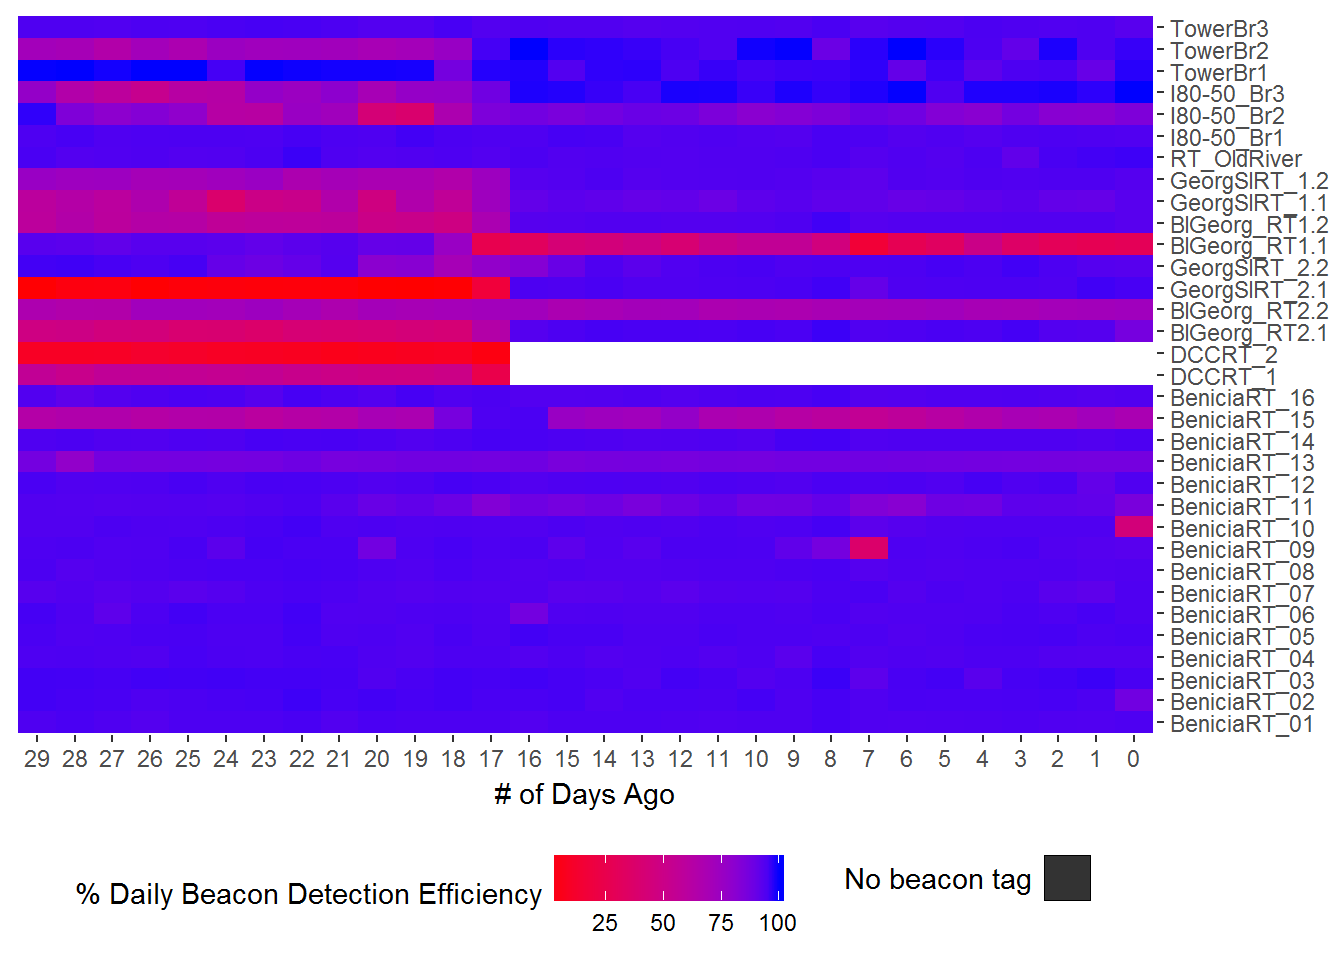 TowerBr3
TowerBr2
TowerBr1
I80-50_Br3
I80-50_Br2
I80-50_Br1
RT_OldRiver
GeorgSlRT_1.2
GeorgSlRT_1.1
BlGeorg_RT1.2
BlGeorg_RT1.1
GeorgSlRT_2.2
GeorgSlRT_2.1
BlGeorg_RT2.2
BlGeorg_RT2.1
DCCRT_2
DCCRT_1
BeniciaRT_16
BeniciaRT_15
BeniciaRT_14
BeniciaRT_13
BeniciaRT_12
BeniciaRT_11
BeniciaRT_10
BeniciaRT_09
BeniciaRT_08
BeniciaRT_07
BeniciaRT_06
BeniciaRT_05
BeniciaRT_04
BeniciaRT_03
BeniciaRT_02
BeniciaRT_01
29 28 27 26 25 24 23 22 21 20 19 18 17 16 15 14 13 12 11 10 9 8 7 6 5 4 3 2 1 0
# of Days Ago
% Daily Beacon Detection Efficiency
25 50 75 100
No beacon tag